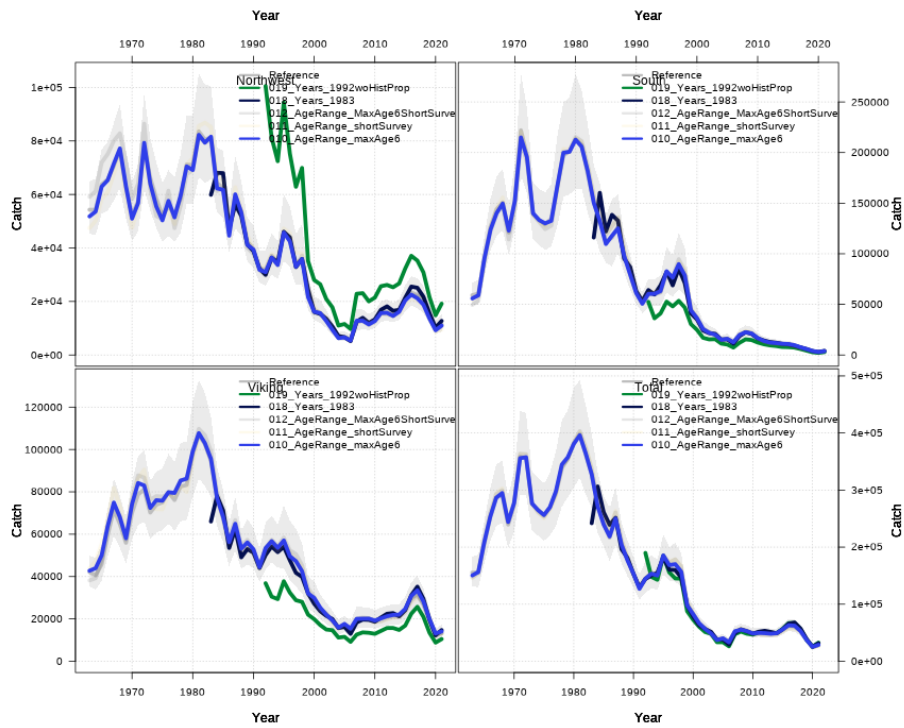 Year
1970 1980 1990 2000 2010 2020 1970 1980 1990 2000 2010 2020
Northwest
Reference
019_Years_1992woHistProp
018_Years_1983
012_AgeRange_MaxAge6ShortSurve
011_AgeRange_shortSurvey
010_AgeRange_maxAge6
1e+05
8e+04
6e+04
4e+04
2e+04
0e+00
Catch
South
Reference
019_Years_1992woHistProp
018_Years_1983
012_AgeRange_MaxAge6ShortSurve
011_AgeRange_shortSurvey
010_AgeRange_maxAge6
250000
200000
150000
100000
50000
0
Catch
Viking
Reference
019_Years_1992woHistProp
018_Years_1983
012_AgeRange_MaxAge6ShortSurve
011_AgeRange_shortSurvey
010_AgeRange_maxAge6
120000
100000
80000
60000
40000
20000
0
Catch
Total
Reference
019_Years_1992woHistProp
018_Years_1983
012_AgeRange_MaxAge6ShortSurve
011_AgeRange_shortSurvey
010_AgeRange_maxAge6
5e+05
4e+05
3e+05
2e+05
1e+05
0e+00
Catch
1970 1980 1990 2000 2010 2020 1970 1980 1990 2000 2010 2020
Year